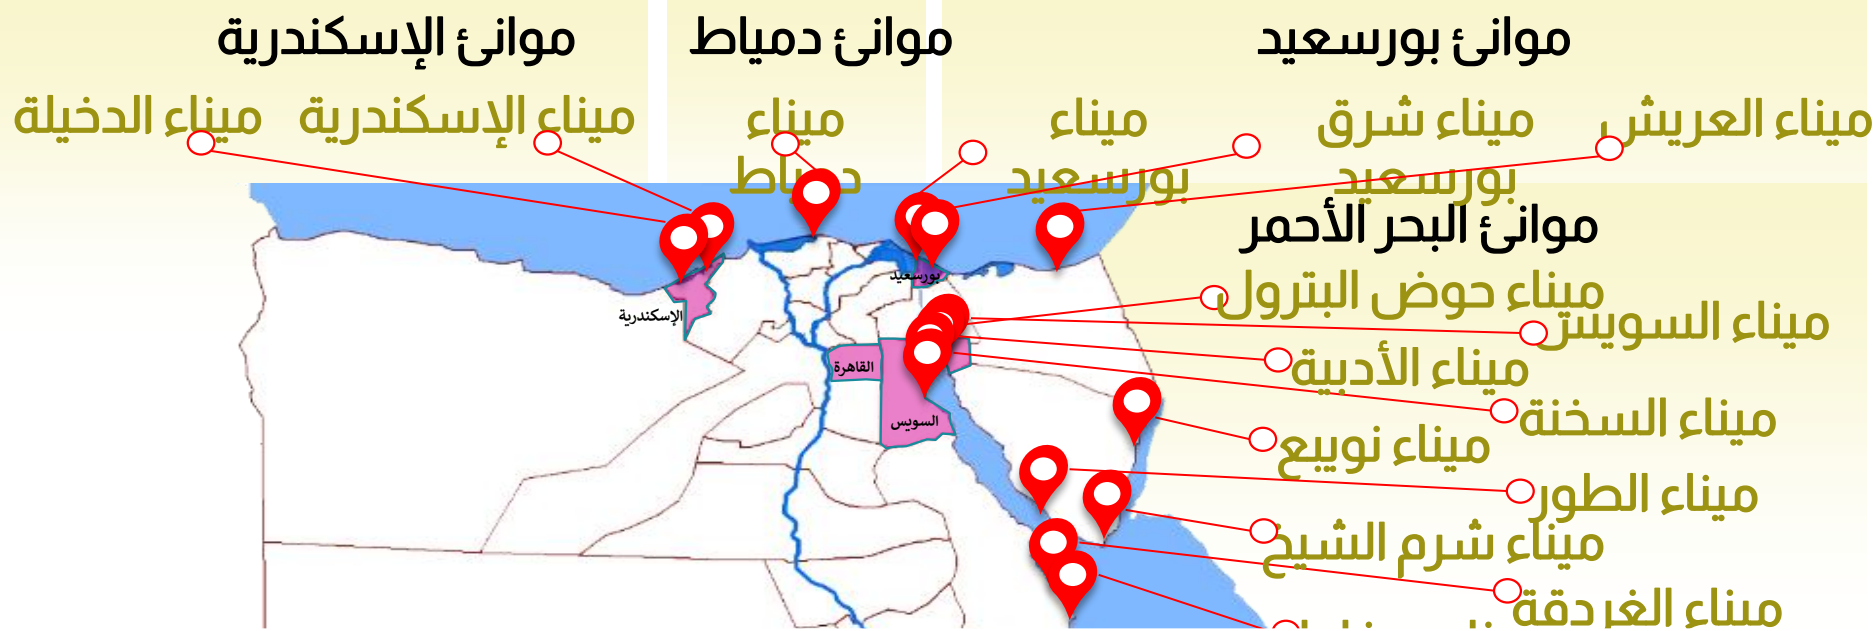 موانئ بورسعيد
موانئ دمياط
موانئ الإسكندرية
ميناء العريش
ميناء شرق
بورسعيد
ميناء
بورسعيد
ميناء
دمياط
ميناء الإسكندرية
ميناء الدخيلة
موانئ البحر الأحمر
ميناء حوض البترول
ميناء السويس
ميناء الأدبية
ميناء السخنة
ميناء نويبع
ميناء الطور
ميناء شرم الشيخ
ميناء الغردقة
بورسعيد
الإسكندرية
القاهرة
السويس